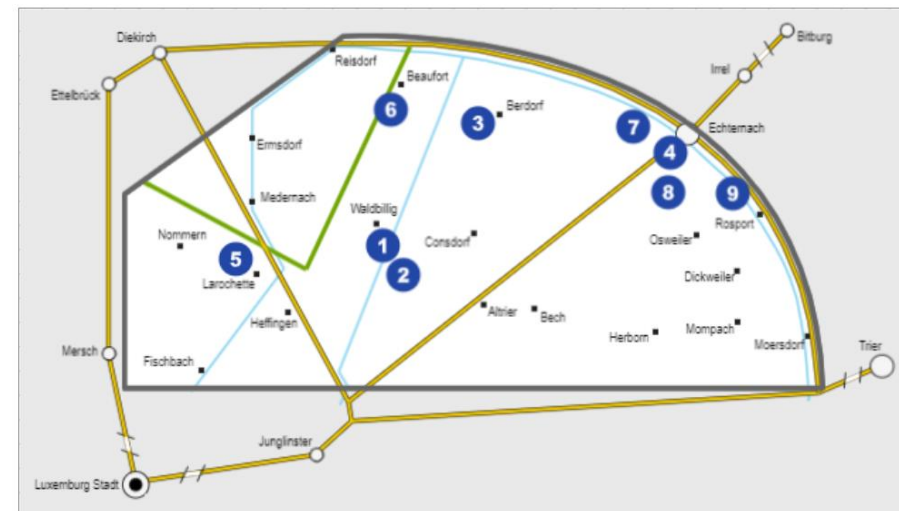 Diekirch
Bitburg
Reisdorf
Irrel
Beaufort
Ettelbrück
6
Berdorf
3
7
Echternach
Ermsdorf
4
Medernach
8
9
Waldbillig
Rosport
Nommern
1
Consdorf
Osweiler
5
2
Larochette
Dickweiler
Heffingen
Altrier
Bech
Herborn
Mompach
Moersdorf
Trier
Mersch
Fischbach
Junglinster
Luxemburg Stadt